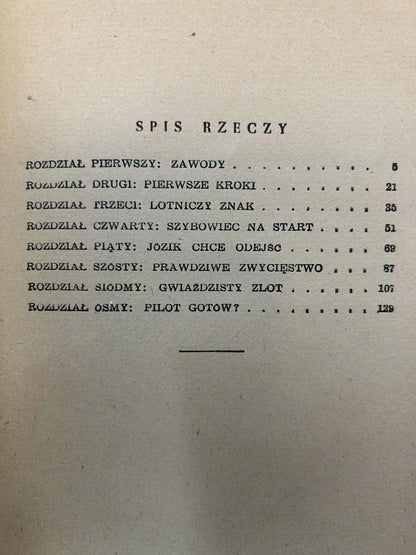 SPIS RZECZY
ROZDZIAŁ PIERWSZY: ZAWODY . . . . . . . . 5
ROZDZIAŁ DRUGI: PIERWSZE KROKI . . . . . . 21
ROZDZIAŁ TRZECI: LOTNICZY ZNAK . . . . . . 35
ROZDZIAŁ CZWARTY: SZYBOWIEC NA START . . . . 51
ROZDZIAŁ PIĄTY: JÓZIK CHCE ODEJŚĆ . . . . . 69
ROZDZIAŁ SZÓSTY: PRAWDZIWE ZWYCIĘSTWO . . . . 87
ROZDZIAŁ SIÓDMY: GWIAŹDZISTY ZLOT . . . . . 107
ROZDZIAŁ ÓSMY: PILOT GOTÓW? . . . . . . . 129